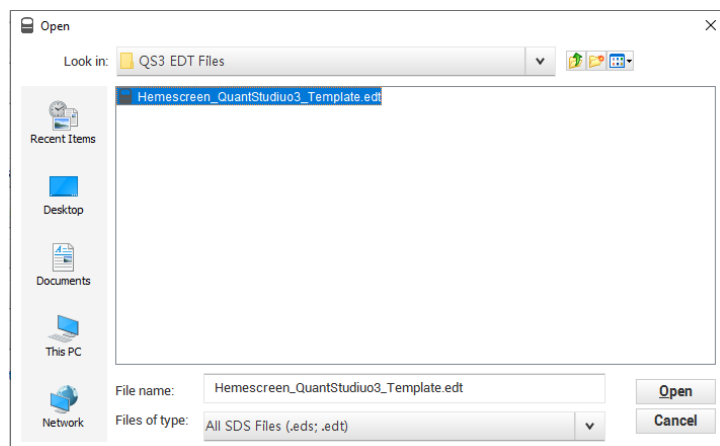 Open
Look in: QS3 EDT Files
Hemescreen_QuantStudiuo3_Template.edt
Recent Items
Desktop
Documents
This PC
Network
File name: Hemescreen_QuantStudiuo3_Template.edt
Open
Files of type: All SDS Files (.eds; .edt)
Cancel